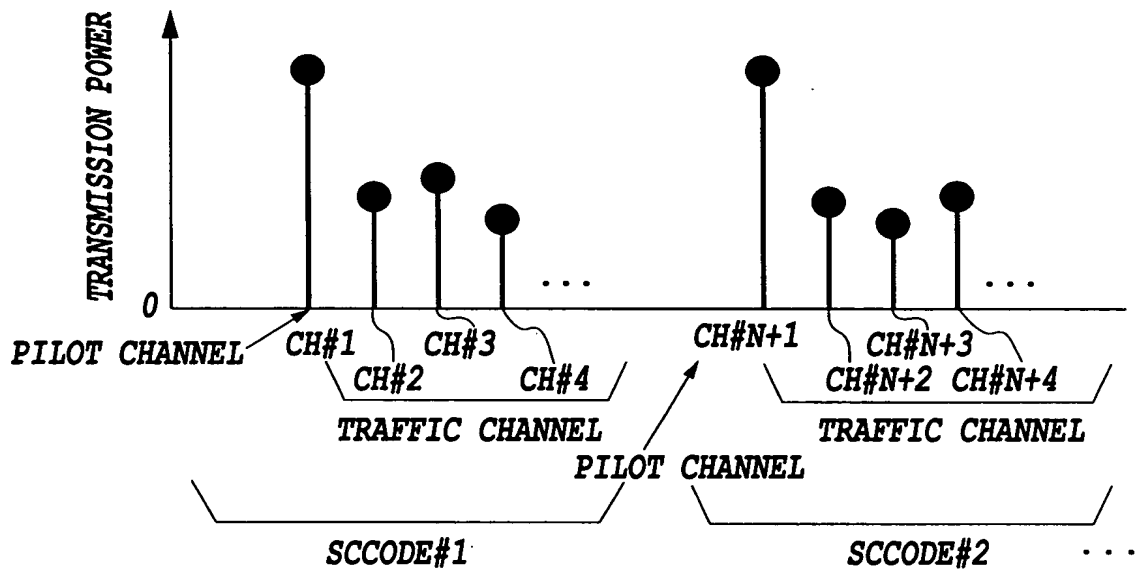 TRANSMISSION POWER
0
PILOT CHANNEL
CH#1
CH#2
CH#3
CH#4
...
TRAFFIC CHANNEL
SCCODE#1
PILOT CHANNEL
CH#N+1
CH#N+2
CH#N+3
CH#N+4
...
TRAFFIC CHANNEL
SCCODE#2
...